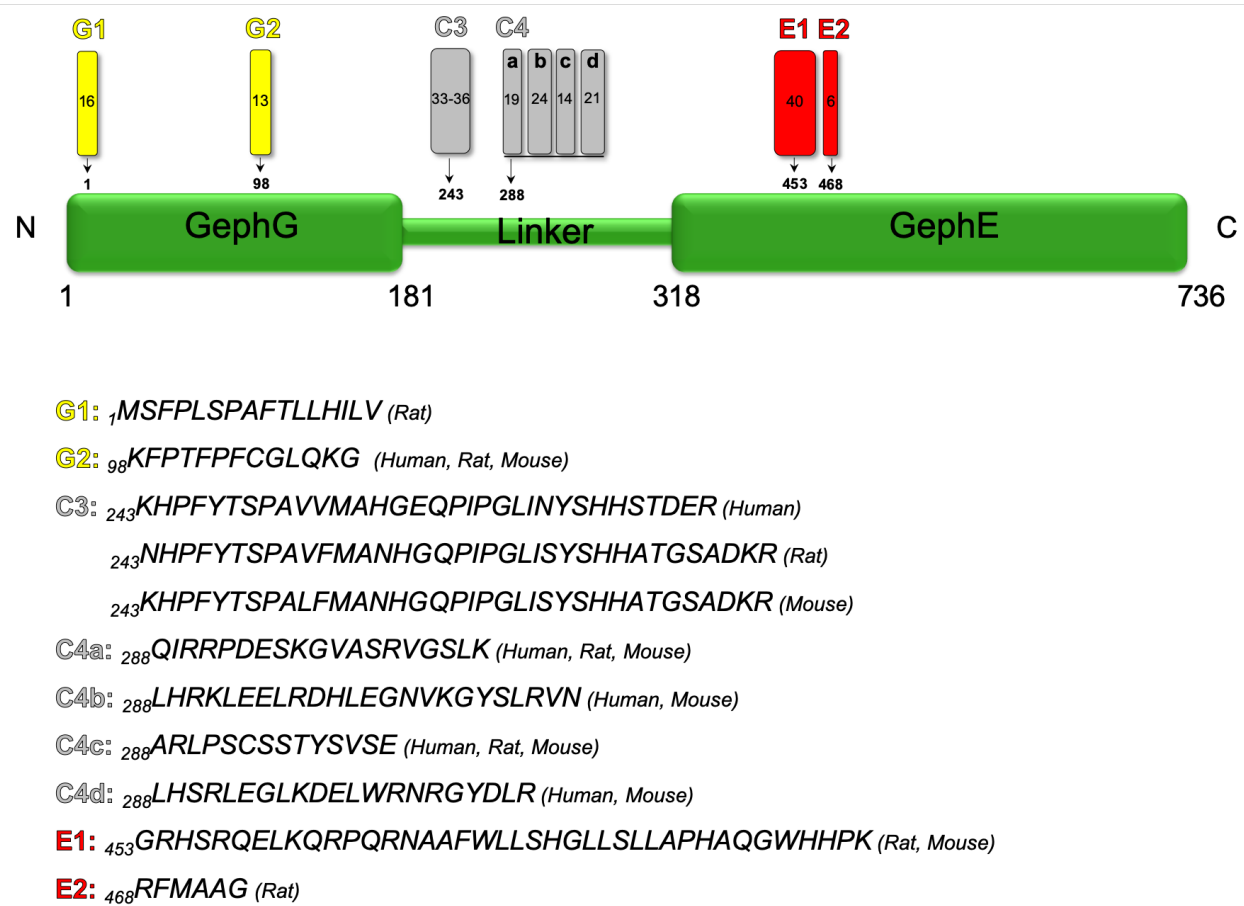 G1 G2 C3 C4 E1 E2
a b c d
16 13 33-36 19 24 14 21 40 6
1 98 243 288 453 468
N GephG Linker GephE C
1 181 318 736
G1: 1MSFPLSPAFTLLHILV (Rat)
G2: 98KFPTFPFCGLQKG (Human, Rat, Mouse)
C3: 243KHPFYTSPAVVMAHGEQPIPGLINYSHHSTDER (Human)
243NHPFYTSPAVFMANHGQPIPGLISYSHHATGSADKR (Rat)
243KHPFYTSPALFMANHGQPIPGLISYSHHATGSADKR (Mouse)
C4a: 288QIRRPDESKGVASRVGSLK (Human, Rat, Mouse)
C4b: 288LHRKLEELRDHLEGNVKGYSLRVN (Human, Mouse)
C4c: 288ARLPSCSSTYSVSE (Human, Rat, Mouse)
C4d: 288LHSRLEGLKDELWRNRGYDLR (Human, Mouse)
E1: 453GRHSRQELKQRPQRNAAFWLLSHGLLSLLAPHAQGWHHPK (Rat, Mouse)
E2: 468RFMAAG (Rat)